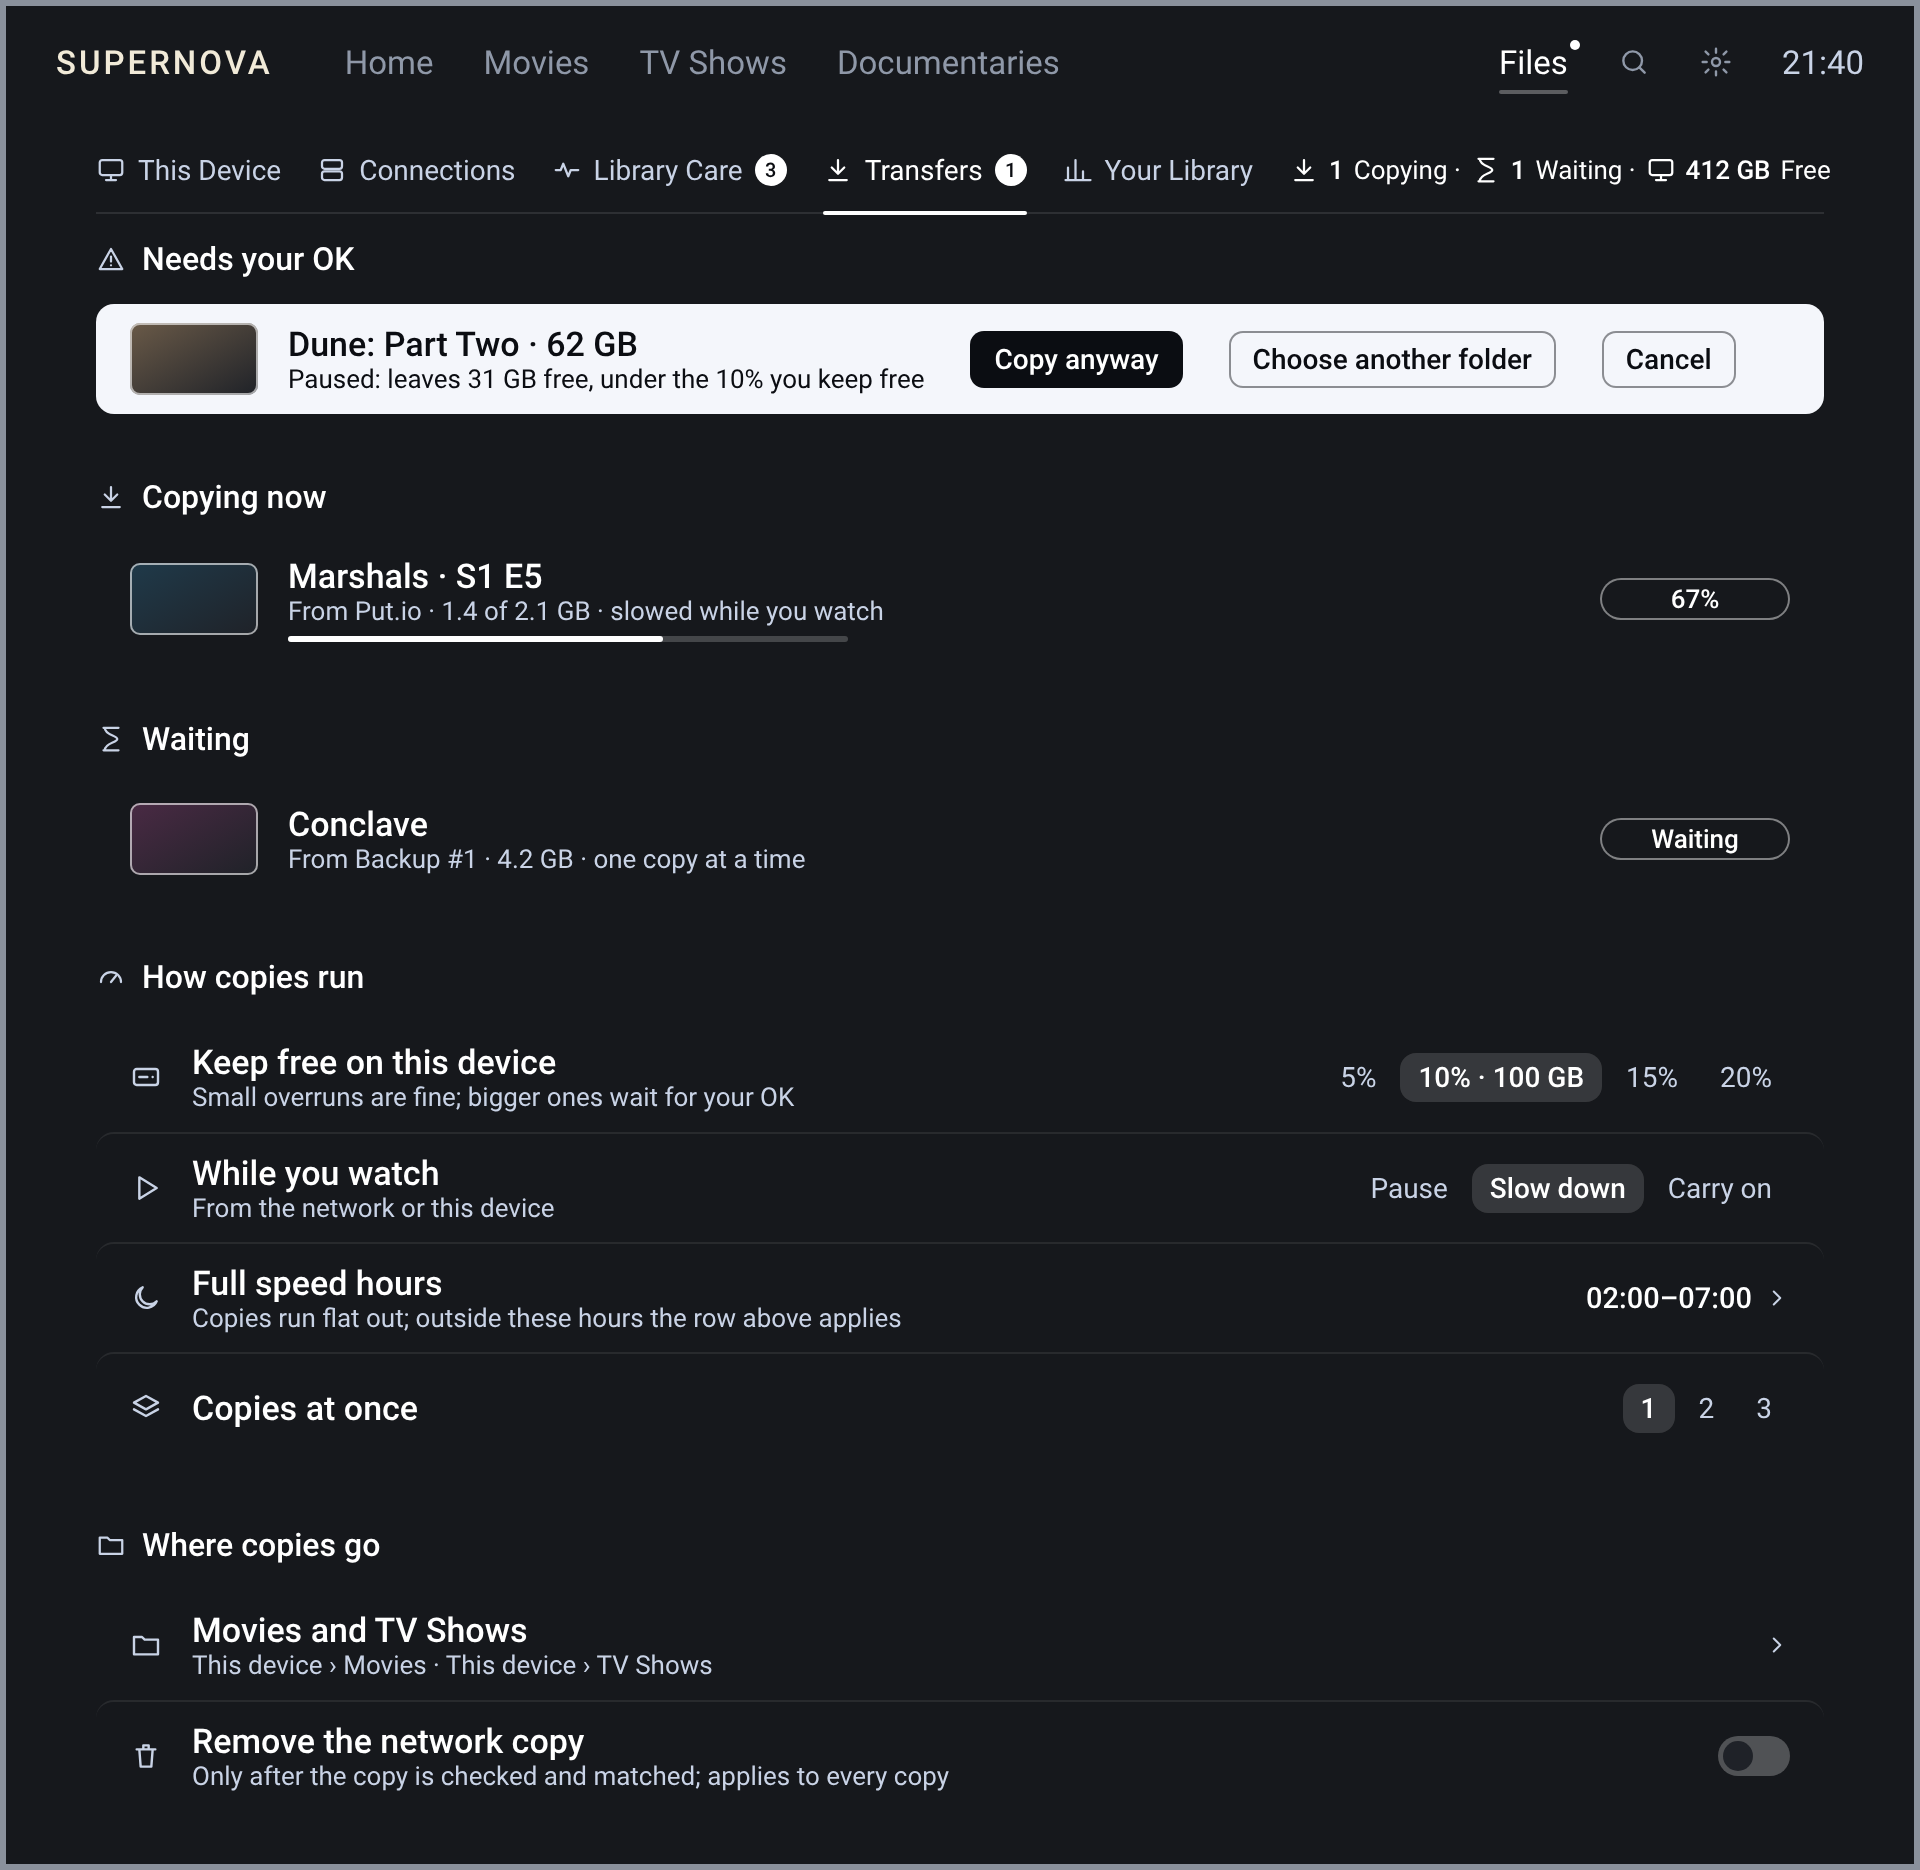 SUPERNOVA Home Movies TV Shows Documentaries Files 21:40
This Device Connections Library Care 3 Transfers 1 Your Library 1 Copying · 1 Waiting · 412 GB Free
Needs your OK
Dune: Part Two · 62 GB
Paused: leaves 31 GB free, under the 10% you keep free
Copy anyway Choose another folder Cancel
Copying now
Marshals · S1 E5
From Put.io · 1.4 of 2.1 GB · slowed while you watch
67%
Waiting
Conclave
From Backup #1 · 4.2 GB · one copy at a time
Waiting
How copies run
Keep free on this device
Small overruns are fine; bigger ones wait for your OK
5% 10% · 100 GB 15% 20%
While you watch
From the network or this device
Pause Slow down Carry on
Full speed hours
Copies run flat out; outside these hours the row above applies
02:00–07:00 ›
Copies at once
1 2 3
Where copies go
Movies and TV Shows
This device › Movies · This device › TV Shows
Remove the network copy
Only after the copy is checked and matched; applies to every copy